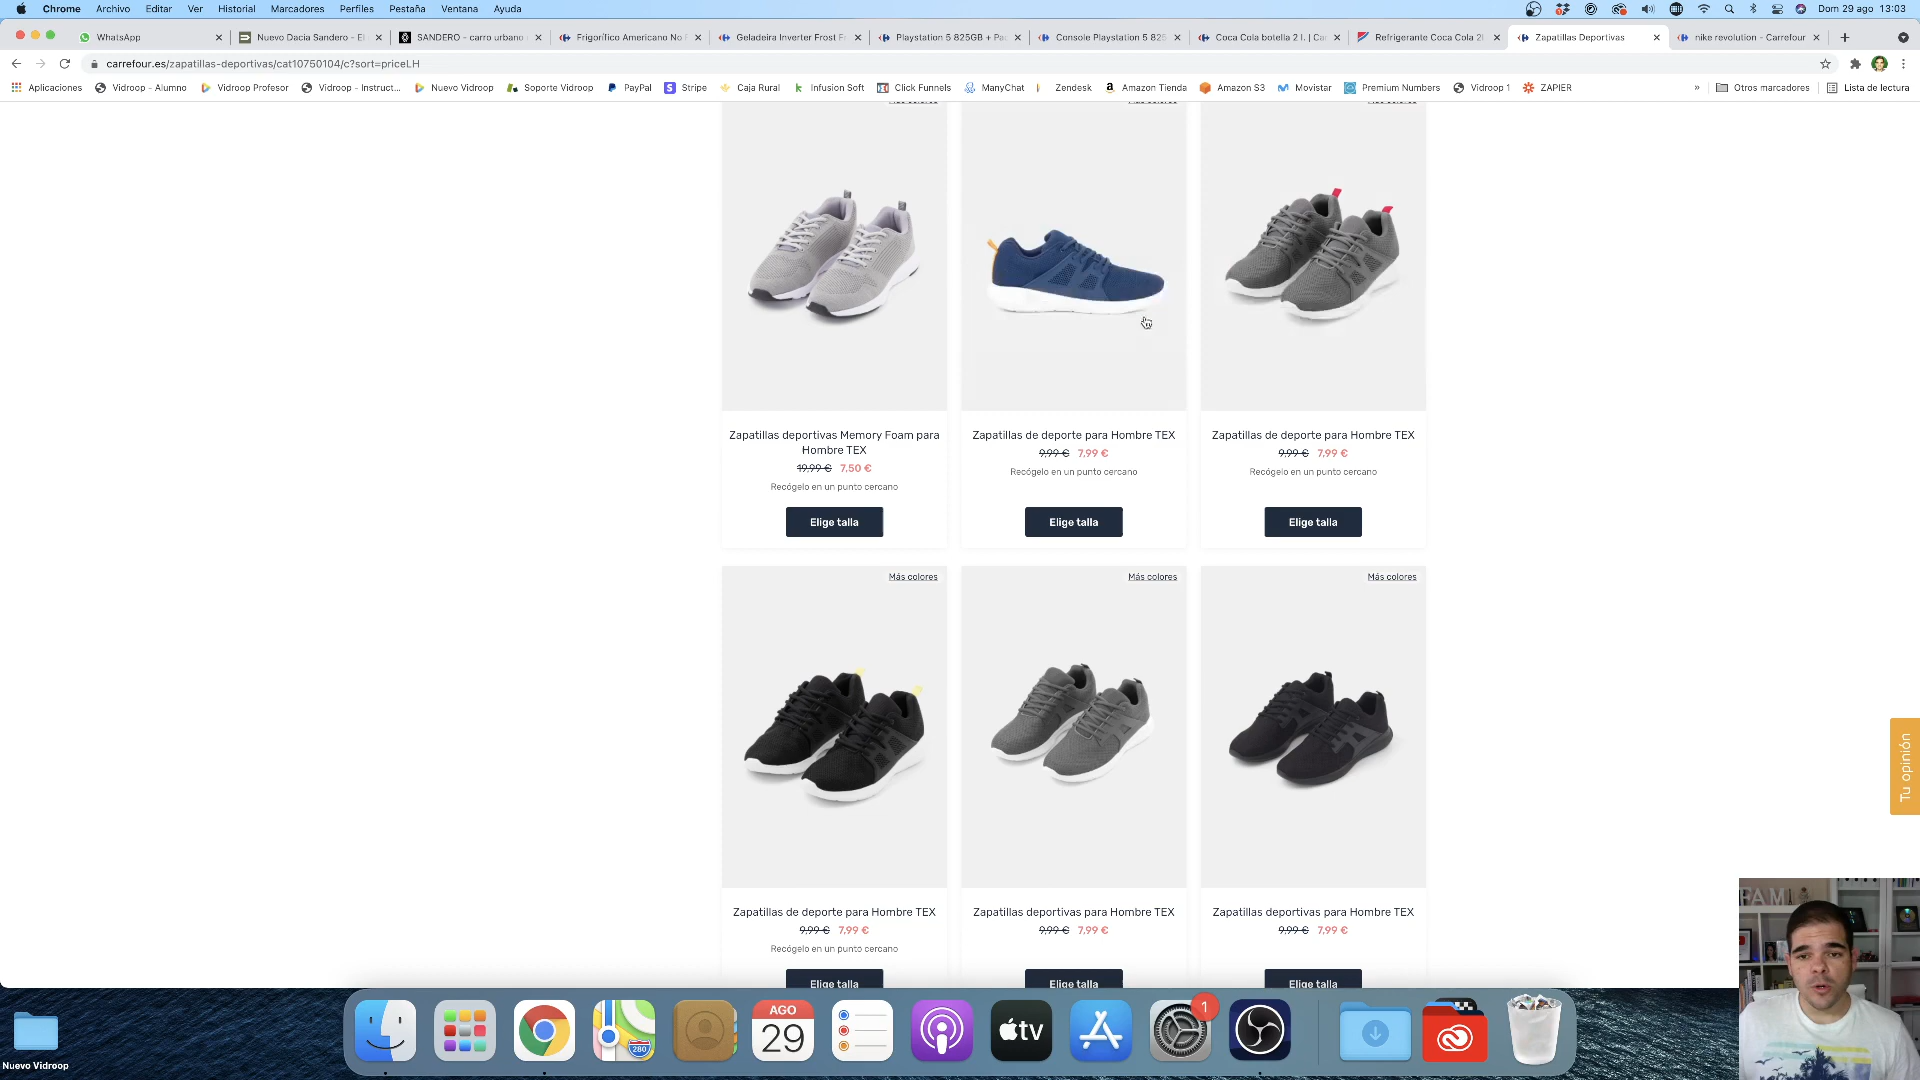 Chrome Archivo Editar Ver Historial Marcadores Perfiles Pestaña Ventana Ayuda Dom 29 ago 13:03
WhatsApp Nuevo Dacia Sandero - El SANDERO - carro urbano Frigorífico Americano No F Geladeira Inverter Frost F Playstation 5 825GB + Pac Console Playstation 5 825 Coca Cola botella 2 l. | Car Refrigerante Coca Cola 2l Zapatillas Deportivas nike revolution - Carrefour
carrefour.es/zapatillas-deportivas/cat10750104/c?sort=priceLH
Aplicaciones Vidroop - Alumno Vidroop Profesor Vidroop - Instruct... Nuevo Vidroop Soporte Vidroop PayPal Stripe Caja Rural Infusion Soft Click Funnels ManyChat Zendesk Amazon Tienda Amazon S3 Movistar Premium Numbers Vidroop 1 ZAPIER » Otros marcadores Lista de lectura
Zapatillas deportivas Memory Foam para
Hombre TEX
19,99 € 7,50 €
Recógelo en un punto cercano
Elige talla
Zapatillas de deporte para Hombre TEX
9,99 € 7,99 €
Recógelo en un punto cercano
Elige talla
Zapatillas de deporte para Hombre TEX
9,99 € 7,99 €
Recógelo en un punto cercano
Elige talla
Más colores
Más colores
Más colores
Zapatillas de deporte para Hombre TEX
9,99 € 7,99 €
Recógelo en un punto cercano
Elige talla
Zapatillas deportivas para Hombre TEX
9,99 € 7,99 €
Elige talla
Zapatillas deportivas para Hombre TEX
9,99 € 7,99 €
Elige talla
Tu opinión
Nuevo Vidroop
AGO
29
280
tv
1